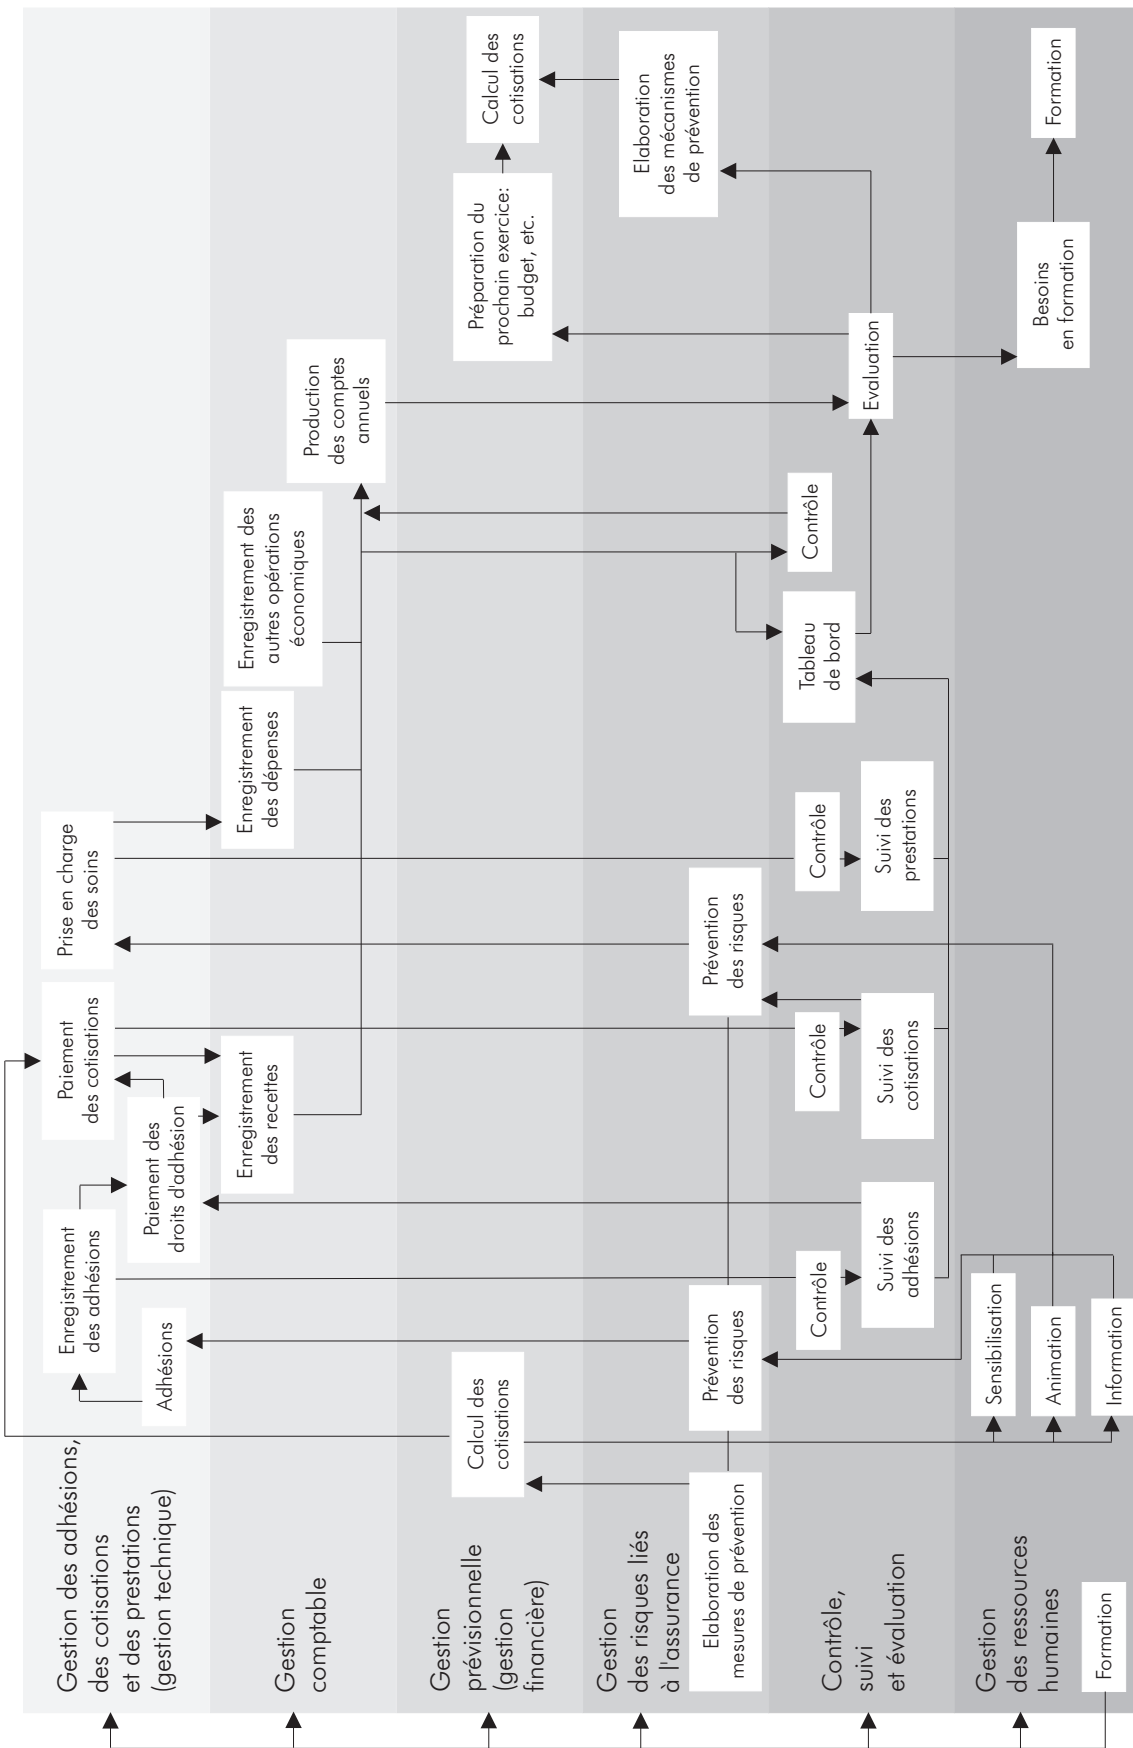 Gestion des adhésions,
des cotisations
et des prestations
(gestion technique)
Adhésions
Enregistrement
des adhésions
Paiement des
droits d'adhésion
Paiement
des cotisations
Prise en charge
des soins
Gestion
comptable
Enregistrement
des recettes
Enregistrement
des dépenses
Enregistrement des
autres opérations
économiques
Production
des comptes
annuels
Gestion
prévisionnelle
(gestion
financière)
Calcul des
cotisations
Préparation du
prochain exercice:
budget, etc.
Calcul des
cotisations
Gestion
des risques liés
à l'assurance
Elaboration des
mesures de prévention
Prévention
des risques
Prévention
des risques
Elaboration
des mécanismes
de prévention
Contrôle,
suivi
et évaluation
Contrôle
Suivi des
adhésions
Contrôle
Suivi des
cotisations
Contrôle
Suivi des
prestations
Tableau
de bord
Contrôle
Evaluation
Gestion
des ressources
humaines
Formation
Sensibilisation
Animation
Information
Besoins
en formation
Formation